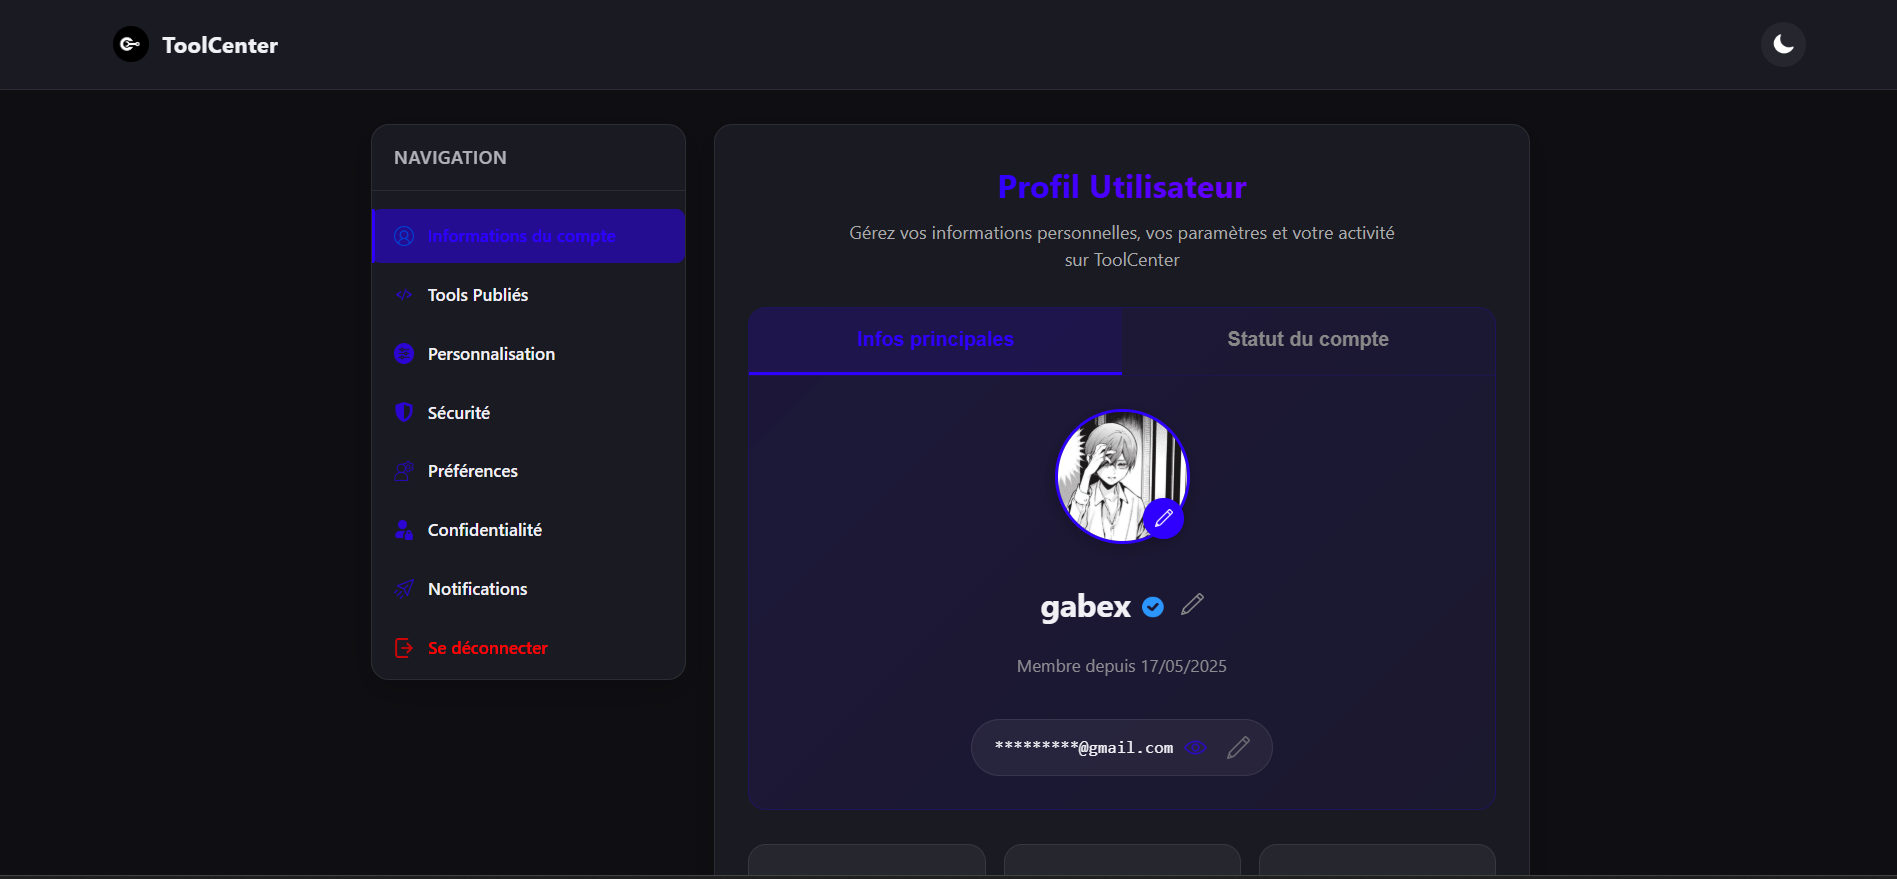 ToolCenter
NAVIGATION
Informations du compte
Tools Publiés
Personnalisation
Sécurité
Préférences
Confidentialité
Notifications
Se déconnecter
Profil Utilisateur
Gérez vos informations personnelles, vos paramètres et votre activité
sur ToolCenter
Infos principales
Statut du compte
gabex
Membre depuis 17/05/2025
*********@gmail.com